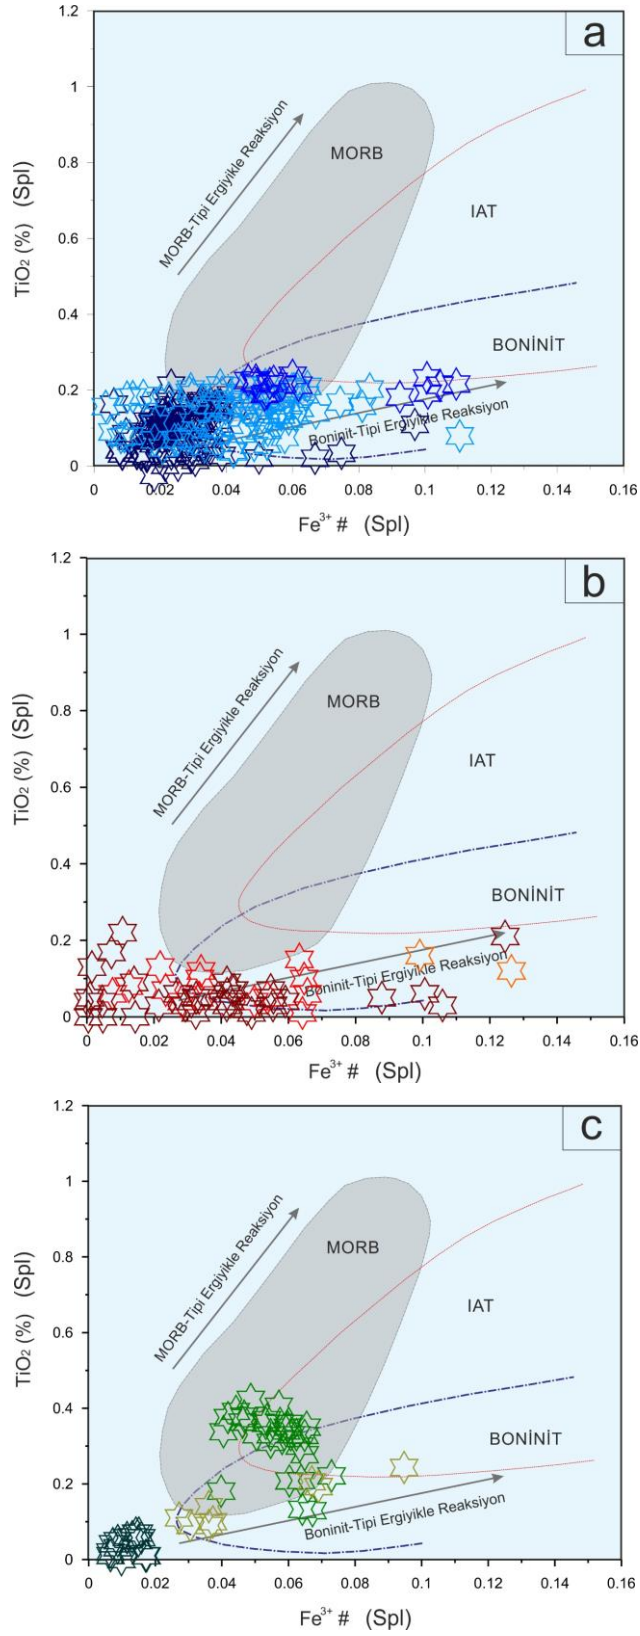 a
1.2
1
0.8
0.6
0.4
0.2
0
TiO2 (%) (Spl)
MORB-Tipi Ergiyikle Reaksiyon
MORB
IAT
BONİNİT
Boninit-Tipi Ergiyikle Reaksiyon
0 0.02 0.04 0.06 0.08 0.1 0.12 0.14 0.16
Fe3+ # (Spl)
b
1.2
1
0.8
0.6
0.4
0.2
0
TiO2 (%) (Spl)
MORB-Tipi Ergiyikle Reaksiyon
MORB
IAT
BONİNİT
Boninit-Tipi Ergiyikle Reaksiyon
0 0.02 0.04 0.06 0.08 0.1 0.12 0.14 0.16
Fe3+ # (Spl)
c
1.2
1
0.8
0.6
0.4
0.2
0
TiO2 (%) (Spl)
MORB-Tipi Ergiyikle Reaksiyon
MORB
IAT
BONİNİT
Boninit-Tipi Ergiyikle Reaksiyon
0 0.02 0.04 0.06 0.08 0.1 0.12 0.14 0.16
Fe3+ # (Spl)